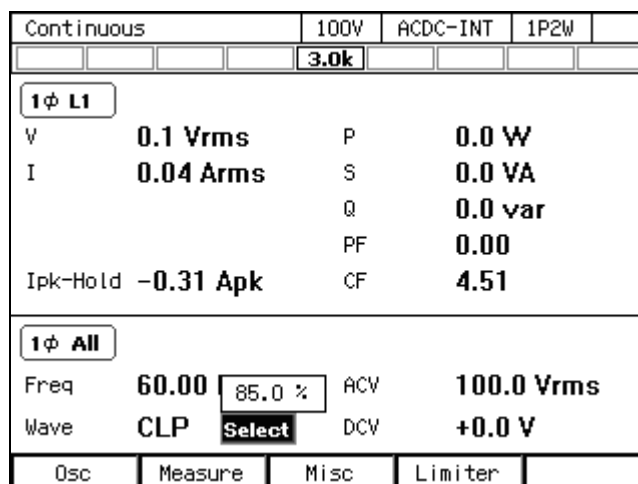 Continuous 100V ACDC-INT 1P2W
3.0k
1ϕ L1
V 0.1 Vrms P 0.0 W
I 0.04 Arms S 0.0 VA
Q 0.0 var
PF 0.00
Ipk-Hold -0.31 Apk CF 4.51
1ϕ All
Freq 60.00 85.0 % ACV 100.0 Vrms
Wave CLP Select DCV +0.0 V
Osc Measure Misc Limiter